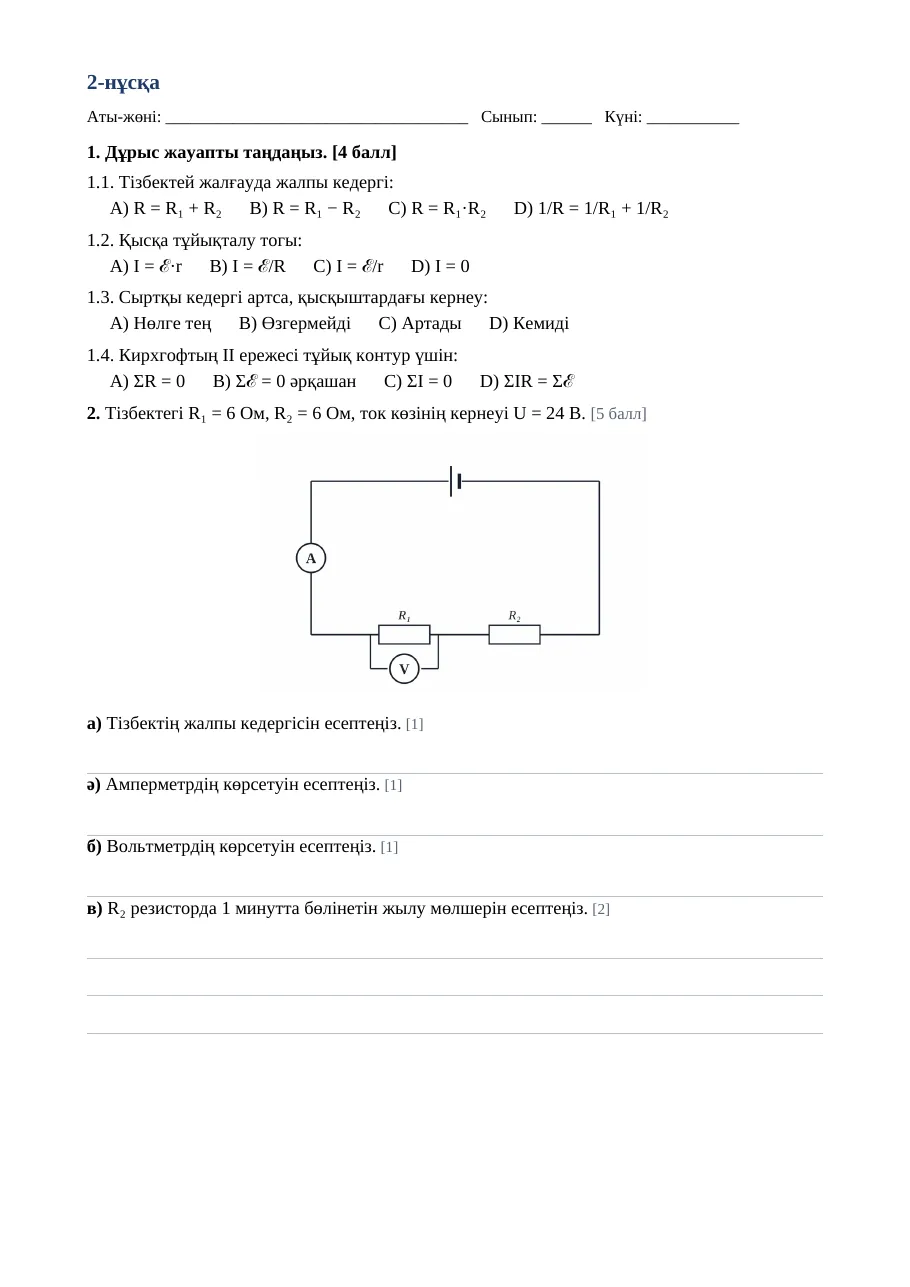 2-нұсқа
Аты-жөні: ____________________________________ Сынып: ______ Күні: ___________
1. Дұрыс жауапты таңдаңыз. [4 балл]
1.1. Тізбектей жалғауда жалпы кедергі:
A) R = R₁ + R₂ B) R = R₁ − R₂ C) R = R₁·R₂ D) 1/R = 1/R₁ + 1/R₂
1.2. Қысқа тұйықталу тогы:
A) I = ℰ·r B) I = ℰ/R C) I = ℰ/r D) I = 0
1.3. Сыртқы кедергі артса, қысқыштардағы кернеу:
A) Нөлге тең B) Өзгермейді C) Артады D) Кемиді
1.4. Кирхгофтың II ережесі тұйық контур үшін:
A) ΣR = 0 B) Σℰ = 0 әрқашан C) ΣI = 0 D) ΣIR = Σℰ
2. Тізбектегі R₁ = 6 Ом, R₂ = 6 Ом, ток көзінің кернеуі U = 24 В. [5 балл]
A
R₁ R₂
V
а) Тізбектің жалпы кедергісін есептеңіз. [1]
ә) Амперметрдің көрсетуін есептеңіз. [1]
б) Вольтметрдің көрсетуін есептеңіз. [1]
в) R₂ резисторда 1 минутта бөлінетін жылу мөлшерін есептеңіз. [2]